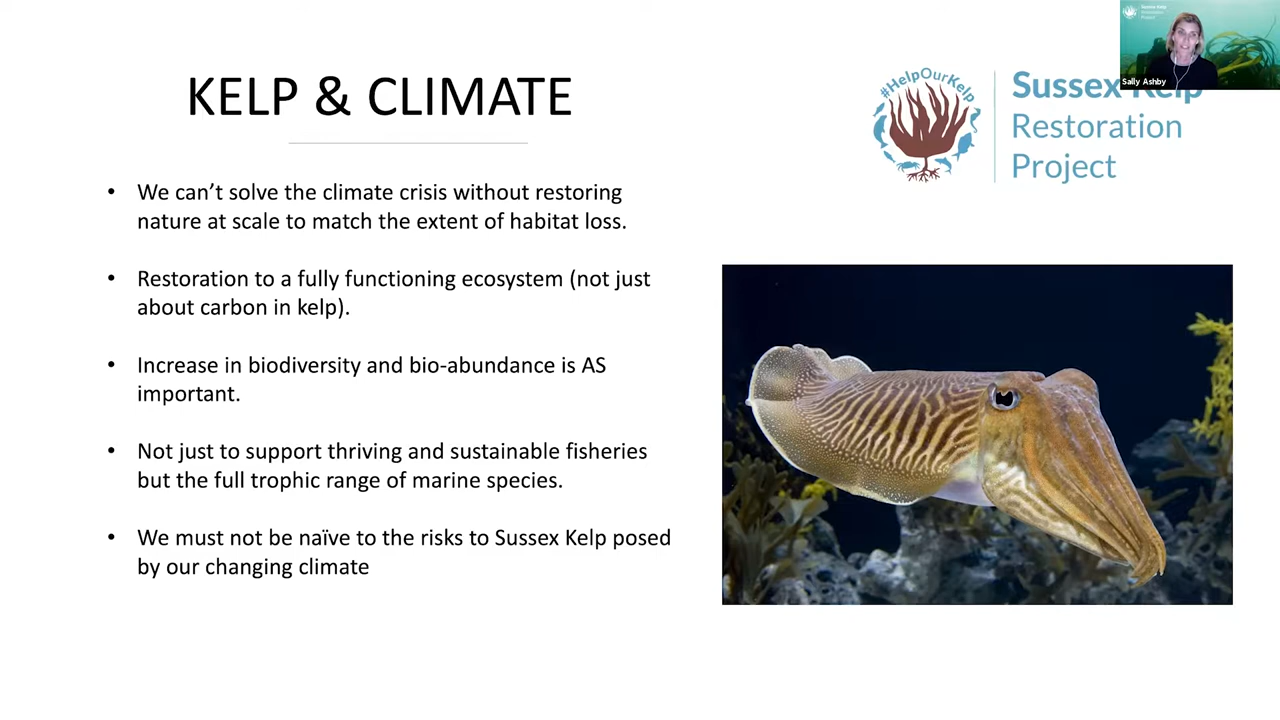 KELP & CLIMATE
• We can’t solve the climate crisis without restoring
nature at scale to match the extent of habitat loss.
• Restoration to a fully functioning ecosystem (not just
about carbon in kelp).
• Increase in biodiversity and bio-abundance is AS
important.
• Not just to support thriving and sustainable fisheries
but the full trophic range of marine species.
• We must not be naïve to the risks to Sussex Kelp posed
by our changing climate
#HelpOurKelp
Sussex Kelp
Restoration
Project
Sussex Kelp
Restoration
Project
Sally Ashby